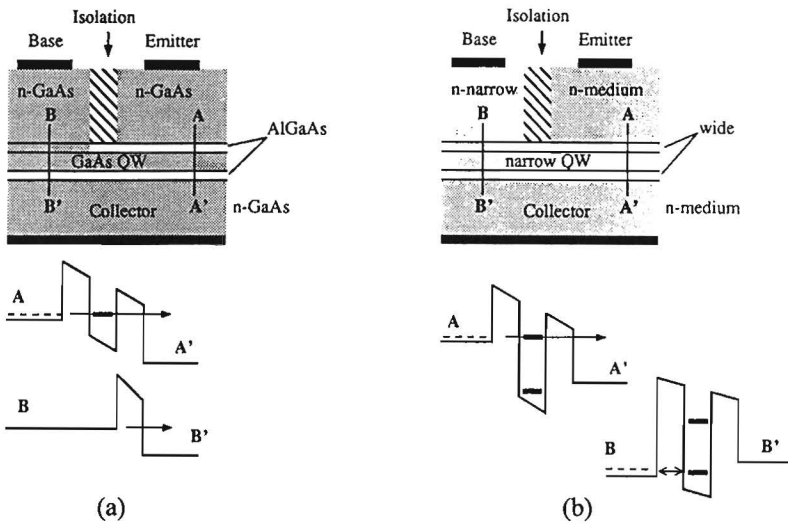 Isolation
Base
Emitter
n-GaAs
n-GaAs
B
A
AlGaAs
GaAs QW
B'
A'
Collector
n-GaAs
A
A'
B
B'
(a)
Isolation
Base
Emitter
n-narrow
n-medium
B
A
wide
narrow QW
B'
A'
Collector
n-medium
A
A'
B
B'
(b)